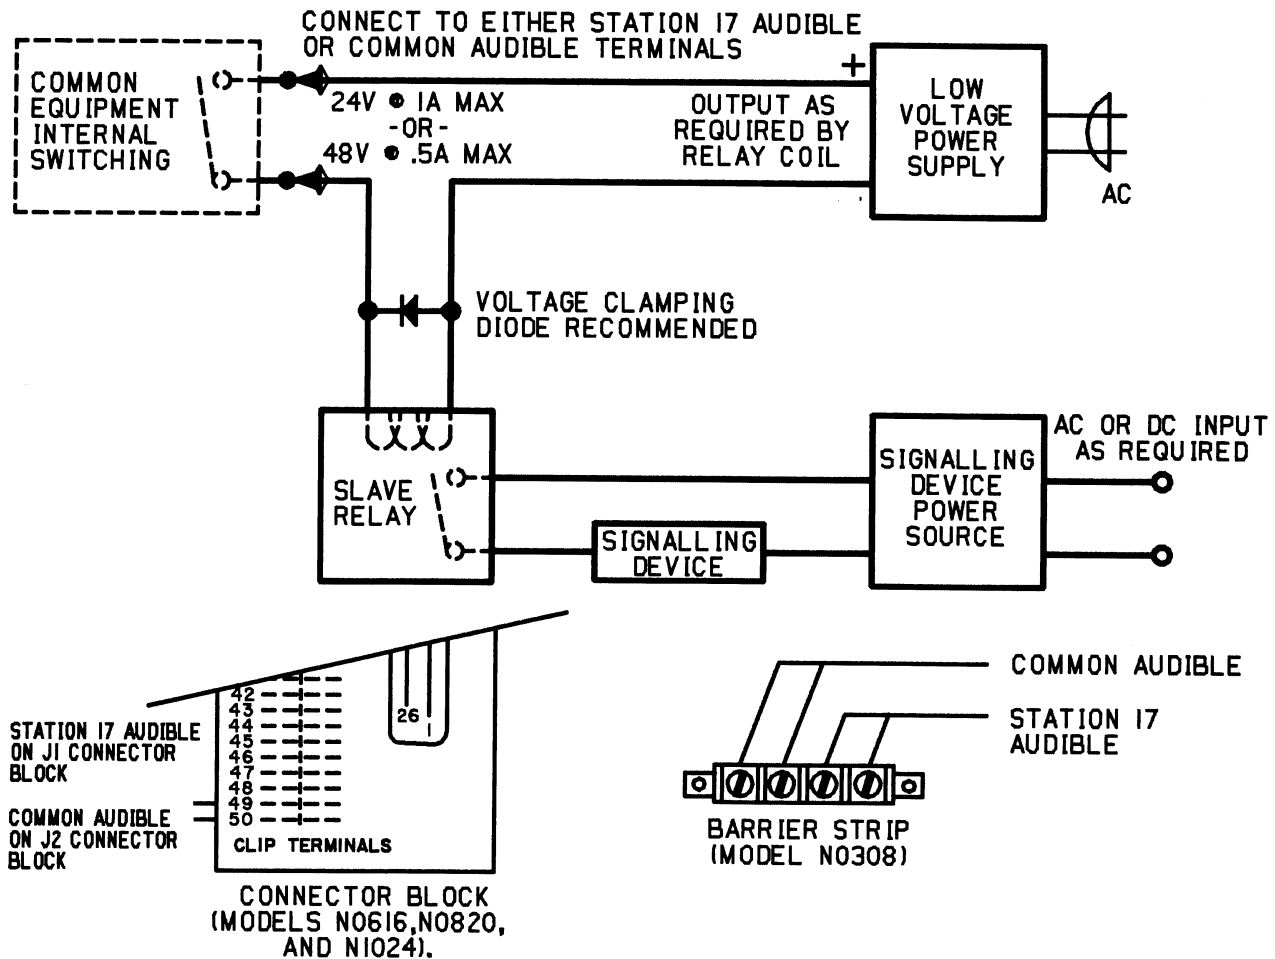 CONNECT TO EITHER STATION 17 AUDIBLE
OR COMMON AUDIBLE TERMINALS
COMMON
EQUIPMENT
INTERNAL
SWITCHING
24V @ 1A MAX
-OR-
48V @ .5A MAX
OUTPUT AS
REQUIRED BY
RELAY COIL
+
LOW
VOLTAGE
POWER
SUPPLY
AC
VOLTAGE CLAMPING
DIODE RECOMMENDED
SLAVE
RELAY
SIGNALLING
DEVICE
SIGNALLING
DEVICE
POWER
SOURCE
AC OR DC INPUT
AS REQUIRED
STATION 17 AUDIBLE
ON J1 CONNECTOR
BLOCK
COMMON AUDIBLE
ON J2 CONNECTOR
BLOCK
42
43
44
45
46
47
48
49
50
26
CLIP TERMINALS
CONNECTOR BLOCK
(MODELS N0616,N0820,
AND N1024).
COMMON AUDIBLE
STATION 17
AUDIBLE
BARRIER STRIP
(MODEL N0308)